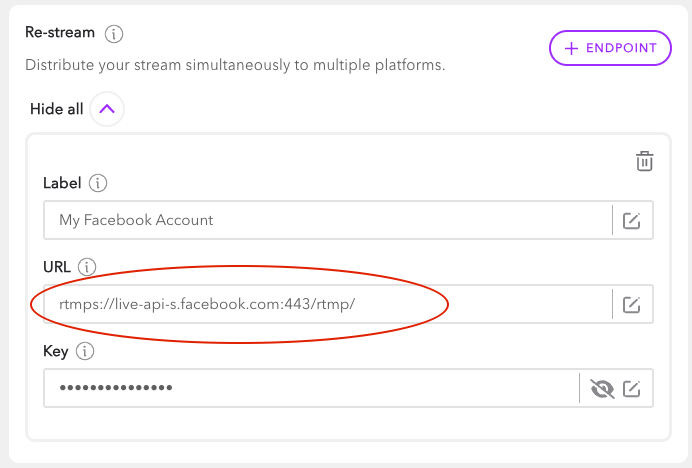 Re-stream
+ ENDPOINT
Distribute your stream simultaneously to multiple platforms.
Hide all
Label
My Facebook Account
URL
rtmps://live-api-s.facebook.com:443/rtmp/
Key
•••••••••••••••